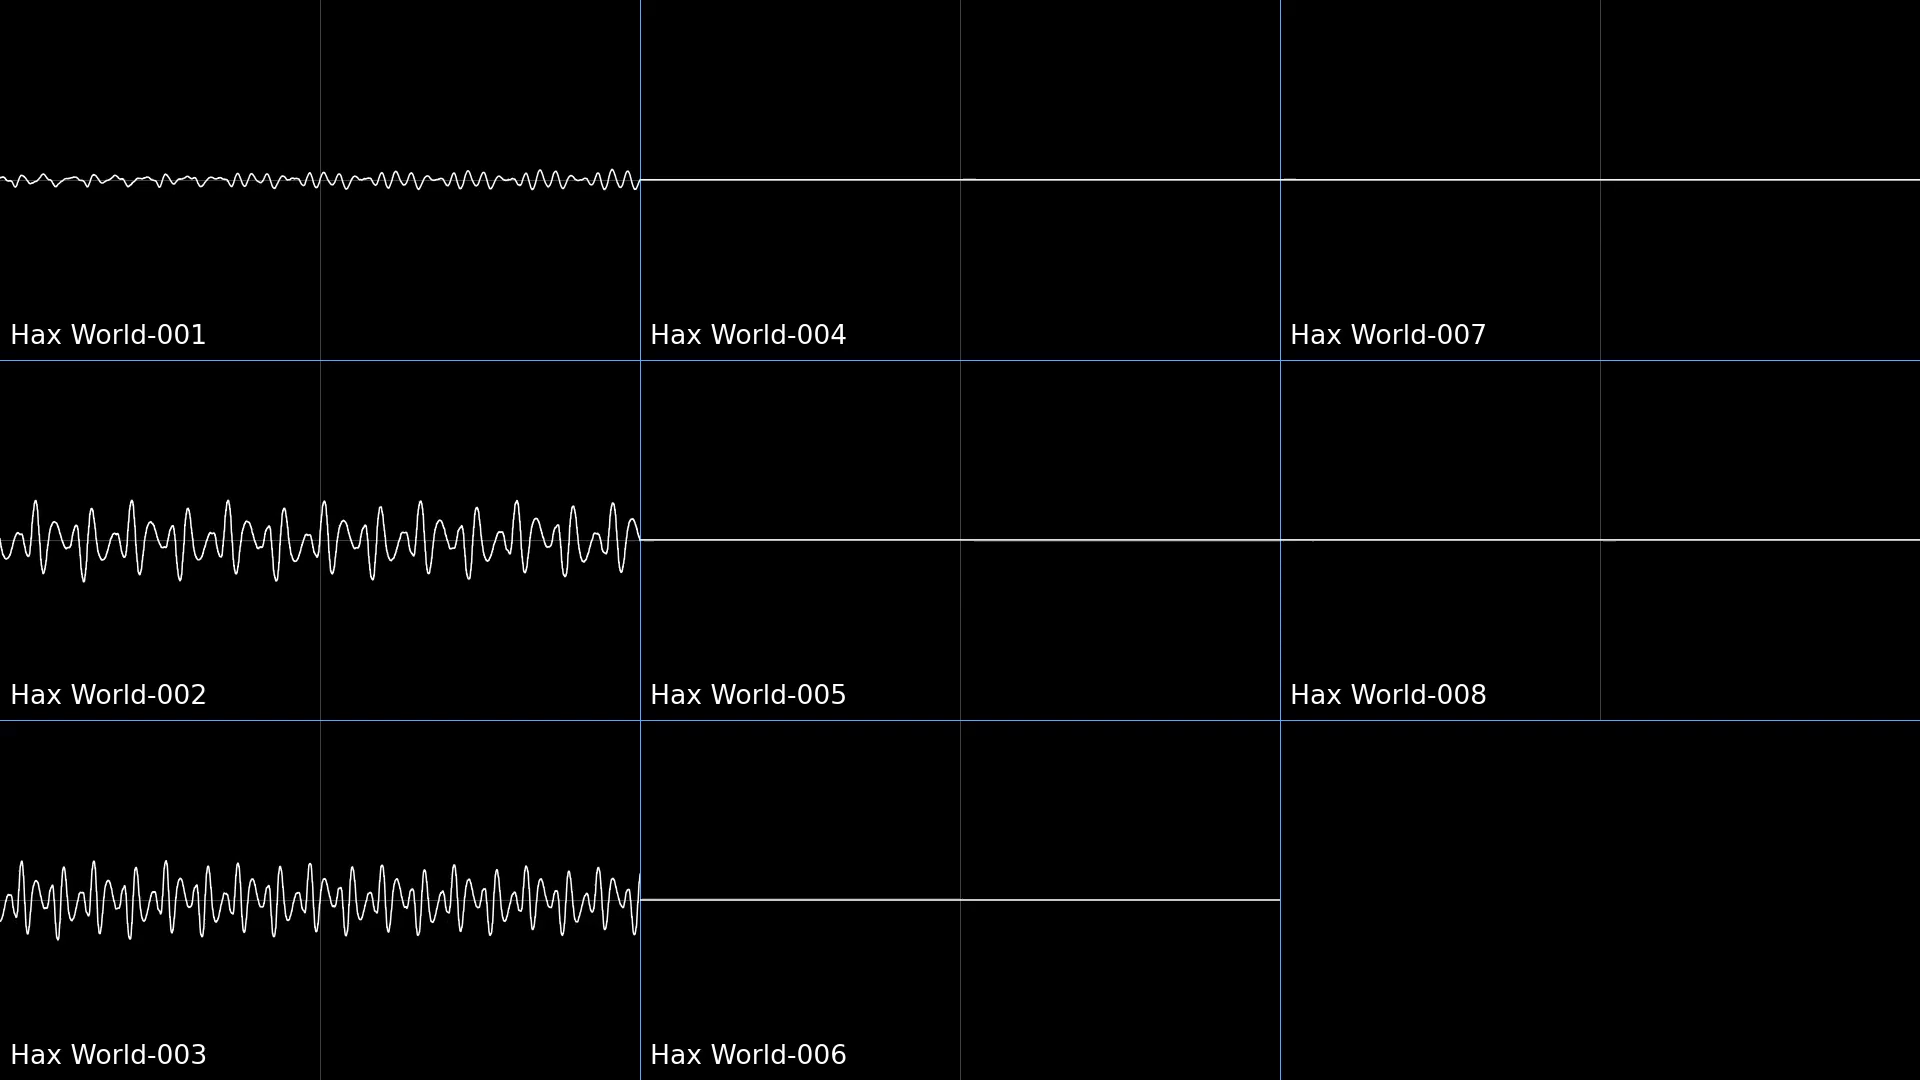 Hax World-001
Hax World-004
Hax World-007
Hax World-002
Hax World-005
Hax World-008
Hax World-003
Hax World-006